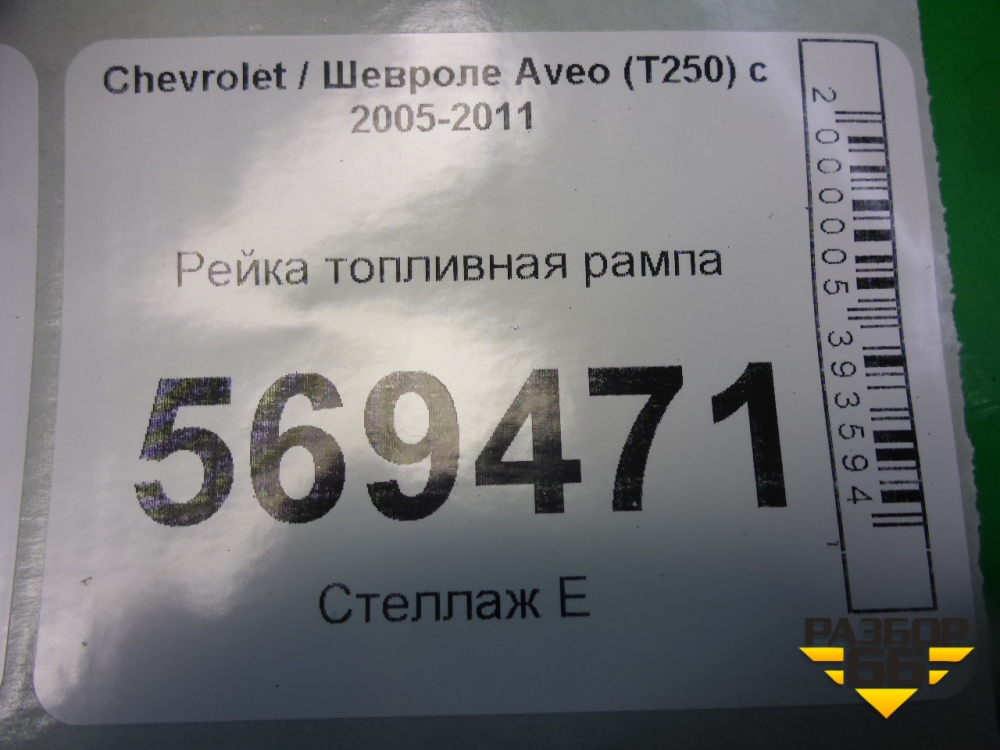 Chevrolet / Шевроле Aveo (T250) с
2005-2011
Рейка топливная рампа
569471
Стеллаж Е
2000005393594
РАЗБОР
66